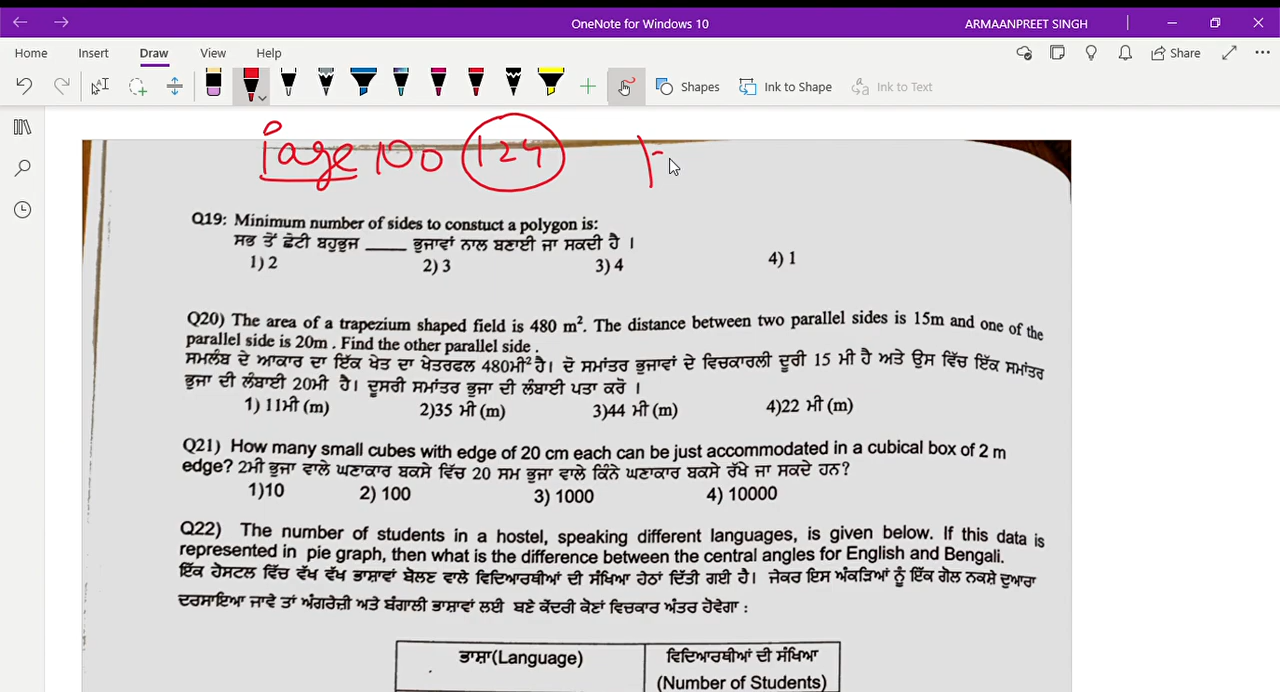 OneNote for Windows 10
ARMAANPREET SINGH
Home Insert Draw View Help
Share
Shapes Ink to Shape Ink to Text
Page 100 124
Q19: Minimum number of sides to constuct a polygon is:
ਸਭ ਤੋਂ ਛੋਟੀ ਬਹੁਭੁਜ _____ ਭੁਜਾਵਾਂ ਨਾਲ ਬਣਾਈ ਜਾ ਸਕਦੀ ਹੈ ।
1) 2 2) 3 3) 4 4) 1
Q20) The area of a trapezium shaped field is 480 m². The distance between two parallel sides is 15m and one of the
parallel side is 20m . Find the other parallel side .
ਸਮਲੰਬ ਦੇ ਆਕਾਰ ਦਾ ਇੱਕ ਖੇਤ ਦਾ ਖੇਤਰਫਲ 480ਮੀ² ਹੈ। ਦੋ ਸਮਾਂਤਰ ਭੁਜਾਵਾਂ ਦੇ ਵਿਚਕਾਰਲੀ ਦੂਰੀ 15 ਮੀ ਹੈ ਅਤੇ ਉਸ ਵਿੱਚ ਇੱਕ ਸਮਾਂਤਰ
ਭੁਜਾ ਦੀ ਲੰਬਾਈ 20ਮੀ ਹੈ। ਦੂਸਰੀ ਸਮਾਂਤਰ ਭੁਜਾ ਦੀ ਲੰਬਾਈ ਪਤਾ ਕਰੋ ।
1) 11ਮੀ (m) 2)35 ਮੀ (m) 3)44 ਮੀ (m) 4)22 ਮੀ (m)
Q21) How many small cubes with edge of 20 cm each can be just accommodated in a cubical box of 2 m
edge? 2ਮੀ ਭੁਜਾ ਵਾਲੇ ਘਣਾਕਾਰ ਬਕਸੇ ਵਿੱਚ 20 ਸਮ ਭੁਜਾ ਵਾਲੇ ਕਿੰਨੇ ਘਣਾਕਾਰ ਬਕਸੇ ਰੱਖੇ ਜਾ ਸਕਦੇ ਹਨ?
1)10 2) 100 3) 1000 4) 10000
Q22) The number of students in a hostel, speaking different languages, is given below. If this data is
represented in pie graph, then what is the difference between the central angles for English and Bengali.
ਇੱਕ ਹੋਸਟਲ ਵਿੱਚ ਵੱਖ ਵੱਖ ਭਾਸ਼ਾਵਾਂ ਬੋਲਣ ਵਾਲੇ ਵਿਦਿਆਰਥੀਆਂ ਦੀ ਸੰਖਿਆ ਹੇਠਾਂ ਦਿੱਤੀ ਗਈ ਹੈ। ਜੇਕਰ ਇਸ ਅੰਕੜਿਆਂ ਨੂੰ ਇੱਕ ਗੋਲ ਨਕਸ਼ੇ ਦੁਆਰਾ
ਦਰਸਾਇਆ ਜਾਵੇ ਤਾਂ ਅੰਗਰੇਜ਼ੀ ਅਤੇ ਬੰਗਾਲੀ ਭਾਸ਼ਾਵਾਂ ਲਈ ਬਣੇ ਕੇਂਦਰੀ ਕੋਣਾਂ ਵਿਚਕਾਰ ਅੰਤਰ ਹੋਵੇਗਾ :
ਭਾਸ਼ਾ(Language) ਵਿਦਿਆਰਥੀਆਂ ਦੀ ਸੰਖਿਆ
(Number of Students)